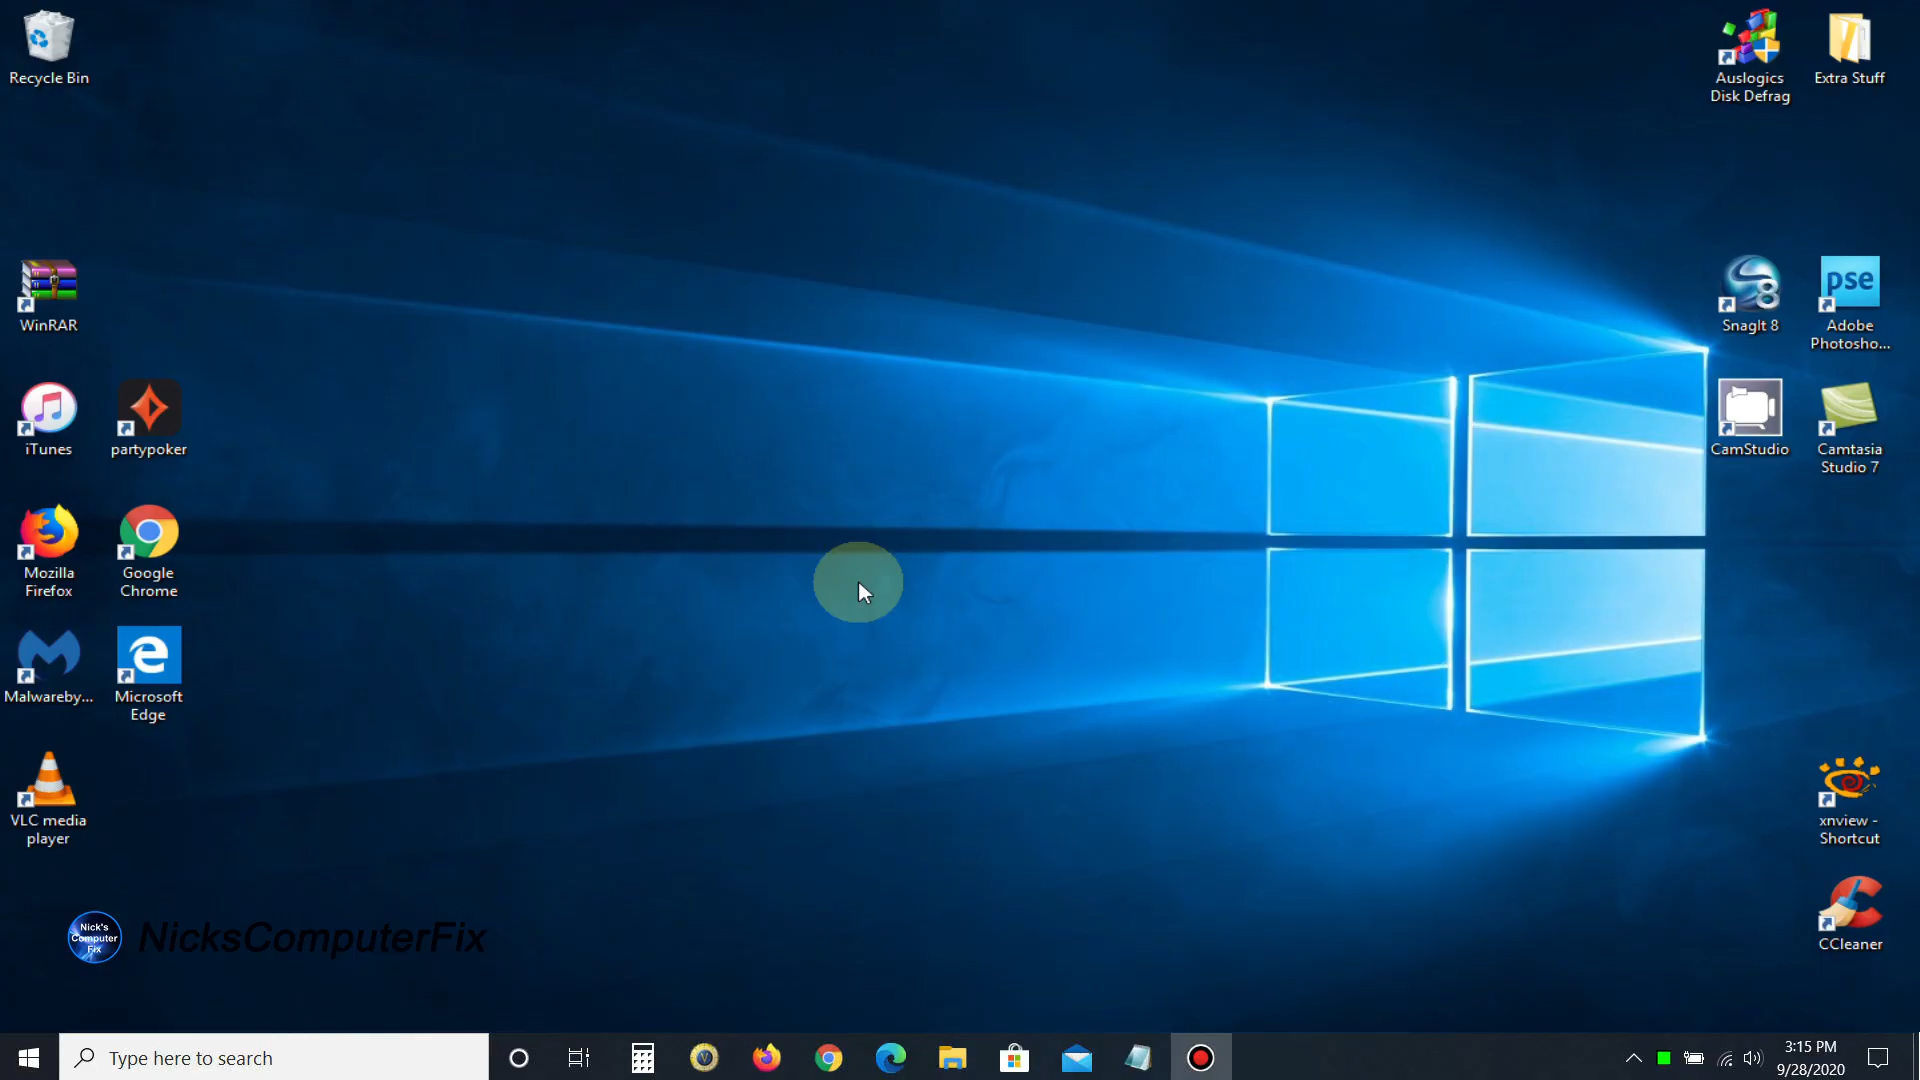 Recycle Bin
Auslogics
Disk Defrag
Extra Stuff
WinRAR
SnagIt 8
pse
Adobe
Photosho...
iTunes
partypoker
CamStudio
Camtasia
Studio 7
Mozilla
Firefox
Google
Chrome
Malwareby...
Microsoft
Edge
VLC media
player
xnview -
Shortcut
CCleaner
Nick's
Computer
Fix
NicksComputerFix
Type here to search
3:15 PM
9/28/2020